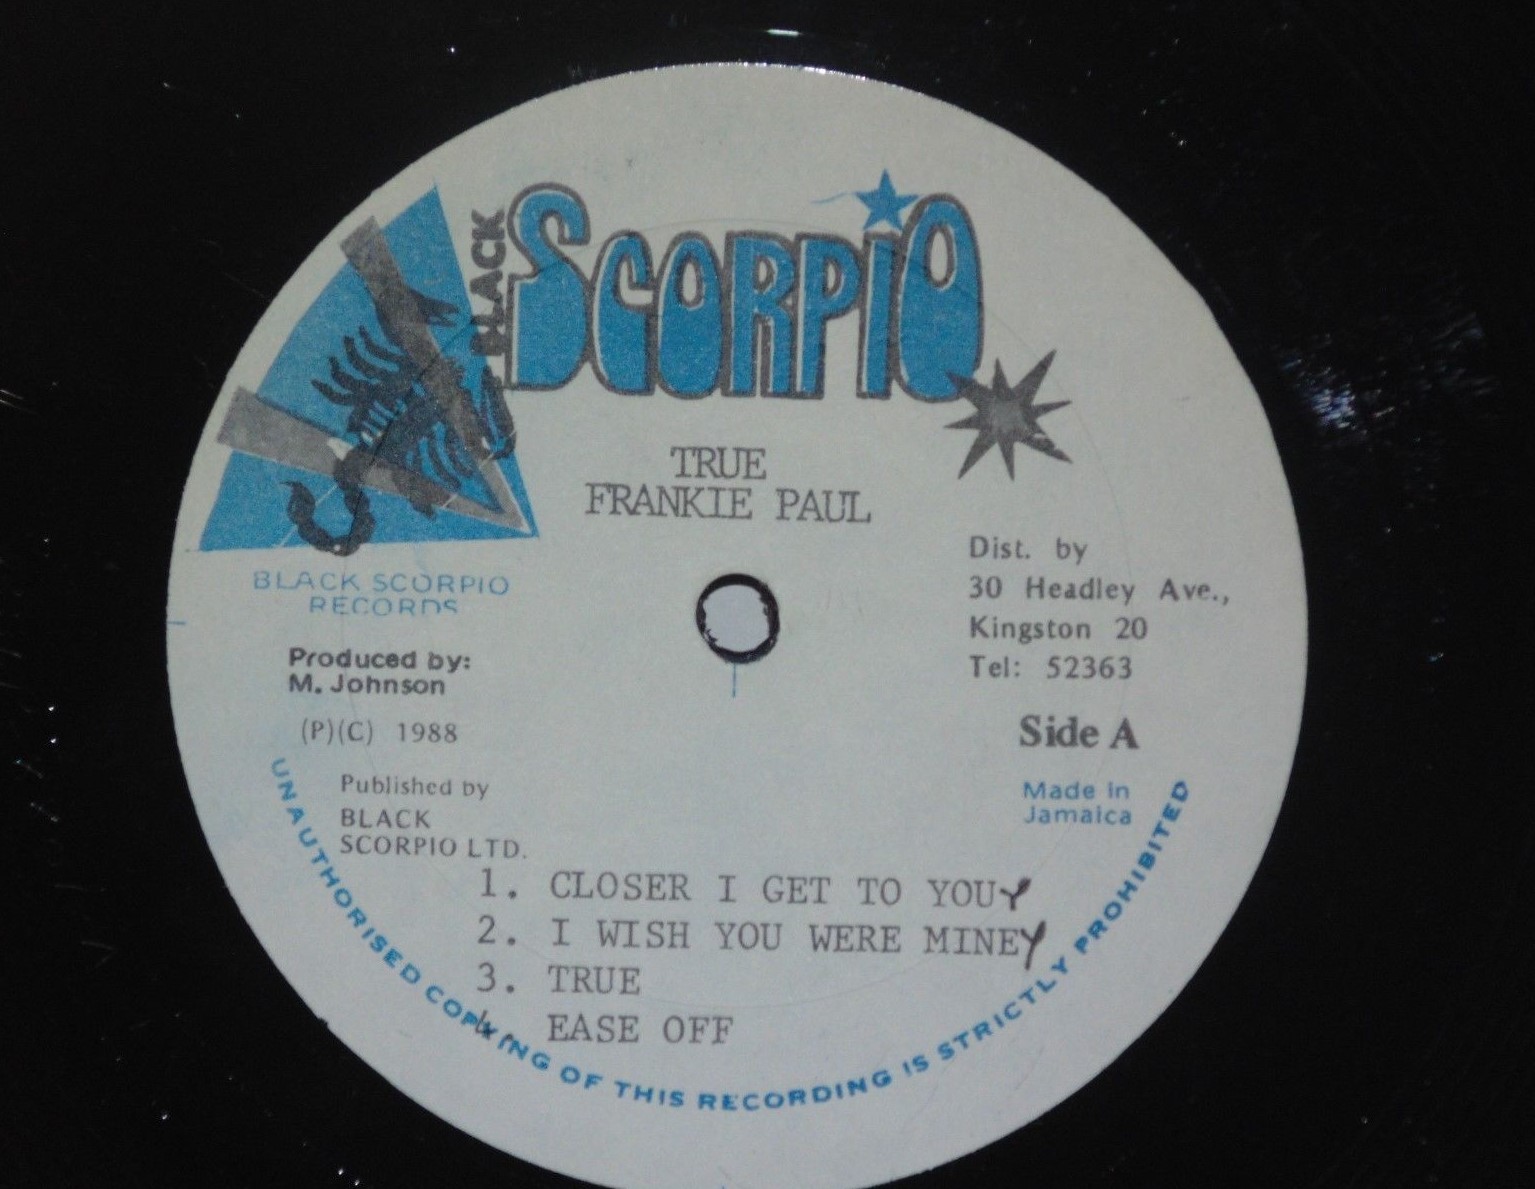 BLACK
SCORPIO
TRUE
FRANKIE PAUL
BLACK SCORPIO
RECORDS
Produced by:
M. Johnson
(P)(C) 1988
Published by
BLACK
SCORPIO LTD.
Dist. by
30 Headley Ave.,
Kingston 20
Tel: 52363
Side A
Made in
Jamaica
1. CLOSER I GET TO YOU Y
2. I WISH YOU WERE MINE Y
3. TRUE
4. EASE OFF
UNAUTHORISED COPYING OF THIS RECORDING IS STRICTLY PROHIBITED